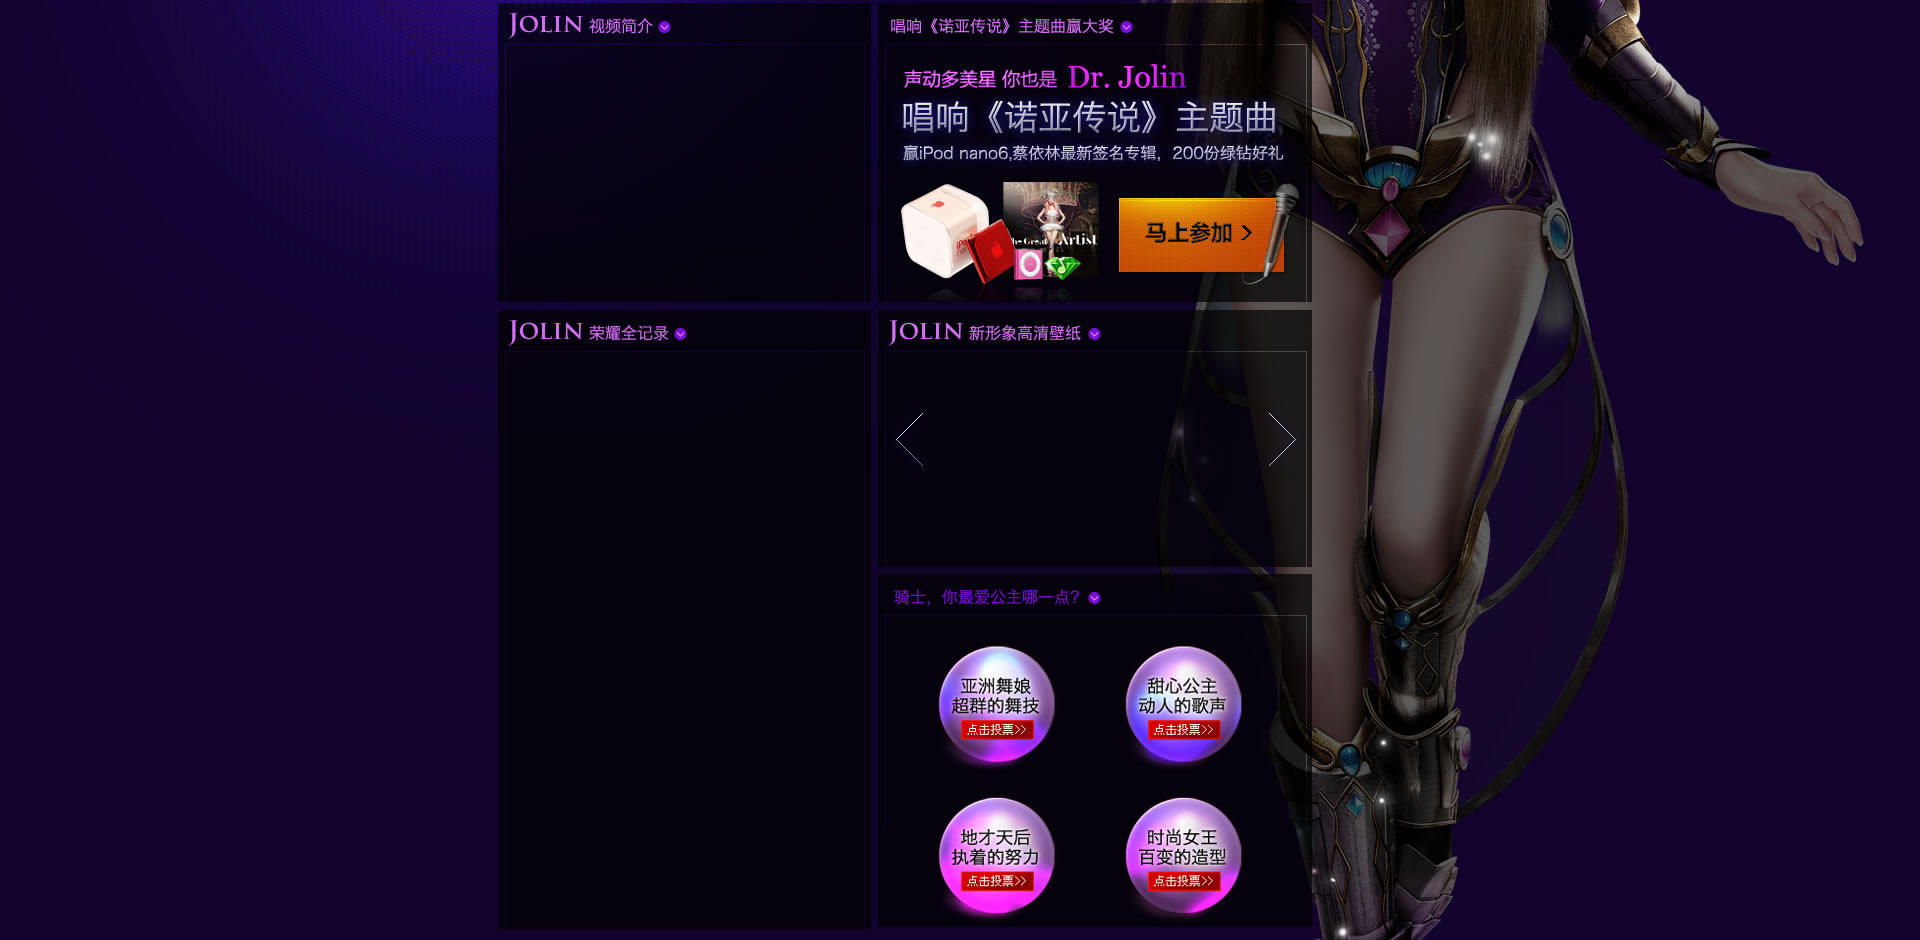 JOLIN 视频简介
唱响《诺亚传说》主题曲赢大奖
声动多美星 你也是 Dr. Jolin
唱响《诺亚传说》主题曲
赢iPod nano6,蔡依林最新签名专辑，200份绿钻好礼
Artist
马上参加 >
JOLIN 荣耀全记录
JOLIN 新形象高清壁纸
骑士，你最爱公主哪一点？
亚洲舞娘
超群的舞技
点击投票>>
甜心公主
动人的歌声
点击投票>>
地才天后
执着的努力
点击投票>>
时尚女王
百变的造型
点击投票>>